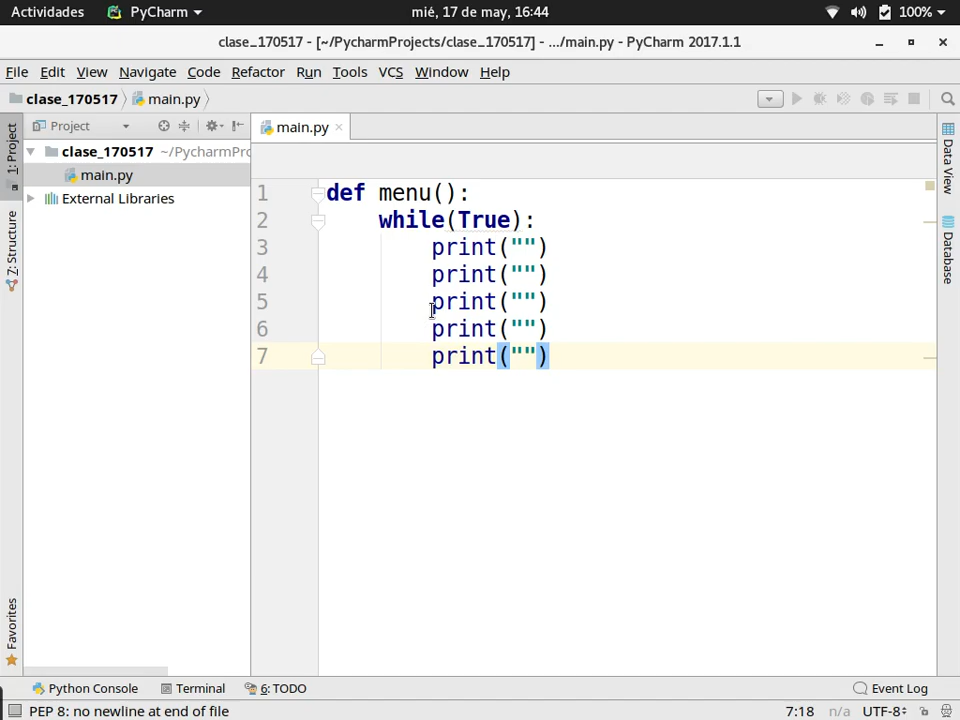 Actividades PyCharm mié, 17 de may, 16:44 100%
clase_170517 - [~/PycharmProjects/clase_170517] - .../main.py - PyCharm 2017.1.1
File Edit View Navigate Code Refactor Run Tools VCS Window Help
clase_170517 main.py
Project main.py
clase_170517 ~/PycharmPro
main.py
External Libraries
1: Project
7: Structure
Favorites
1 def menu():
2 while(True):
3 print("")
4 print("")
5 print("")
6 print("")
7 print("")
Data View
Database
Python Console Terminal 6: TODO Event Log
PEP 8: no newline at end of file 7:18 n/a UTF-8